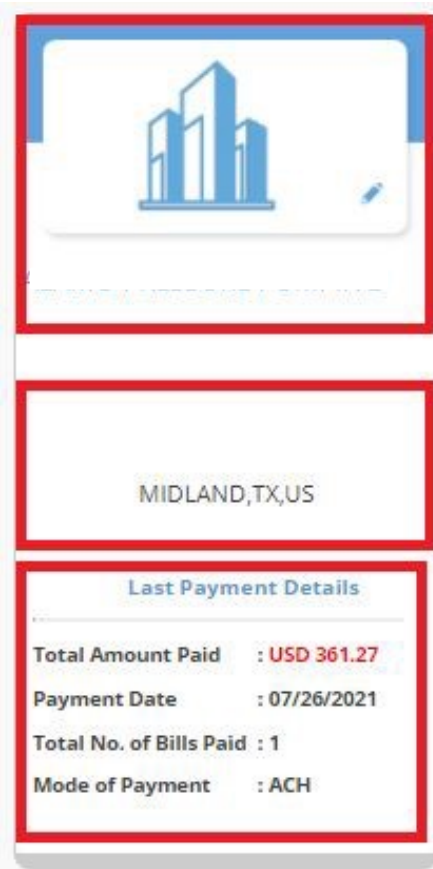 MIDLAND,TX,US
Last Payment Details
Total Amount Paid : USD 361.27
Payment Date : 07/26/2021
Total No. of Bills Paid : 1
Mode of Payment : ACH